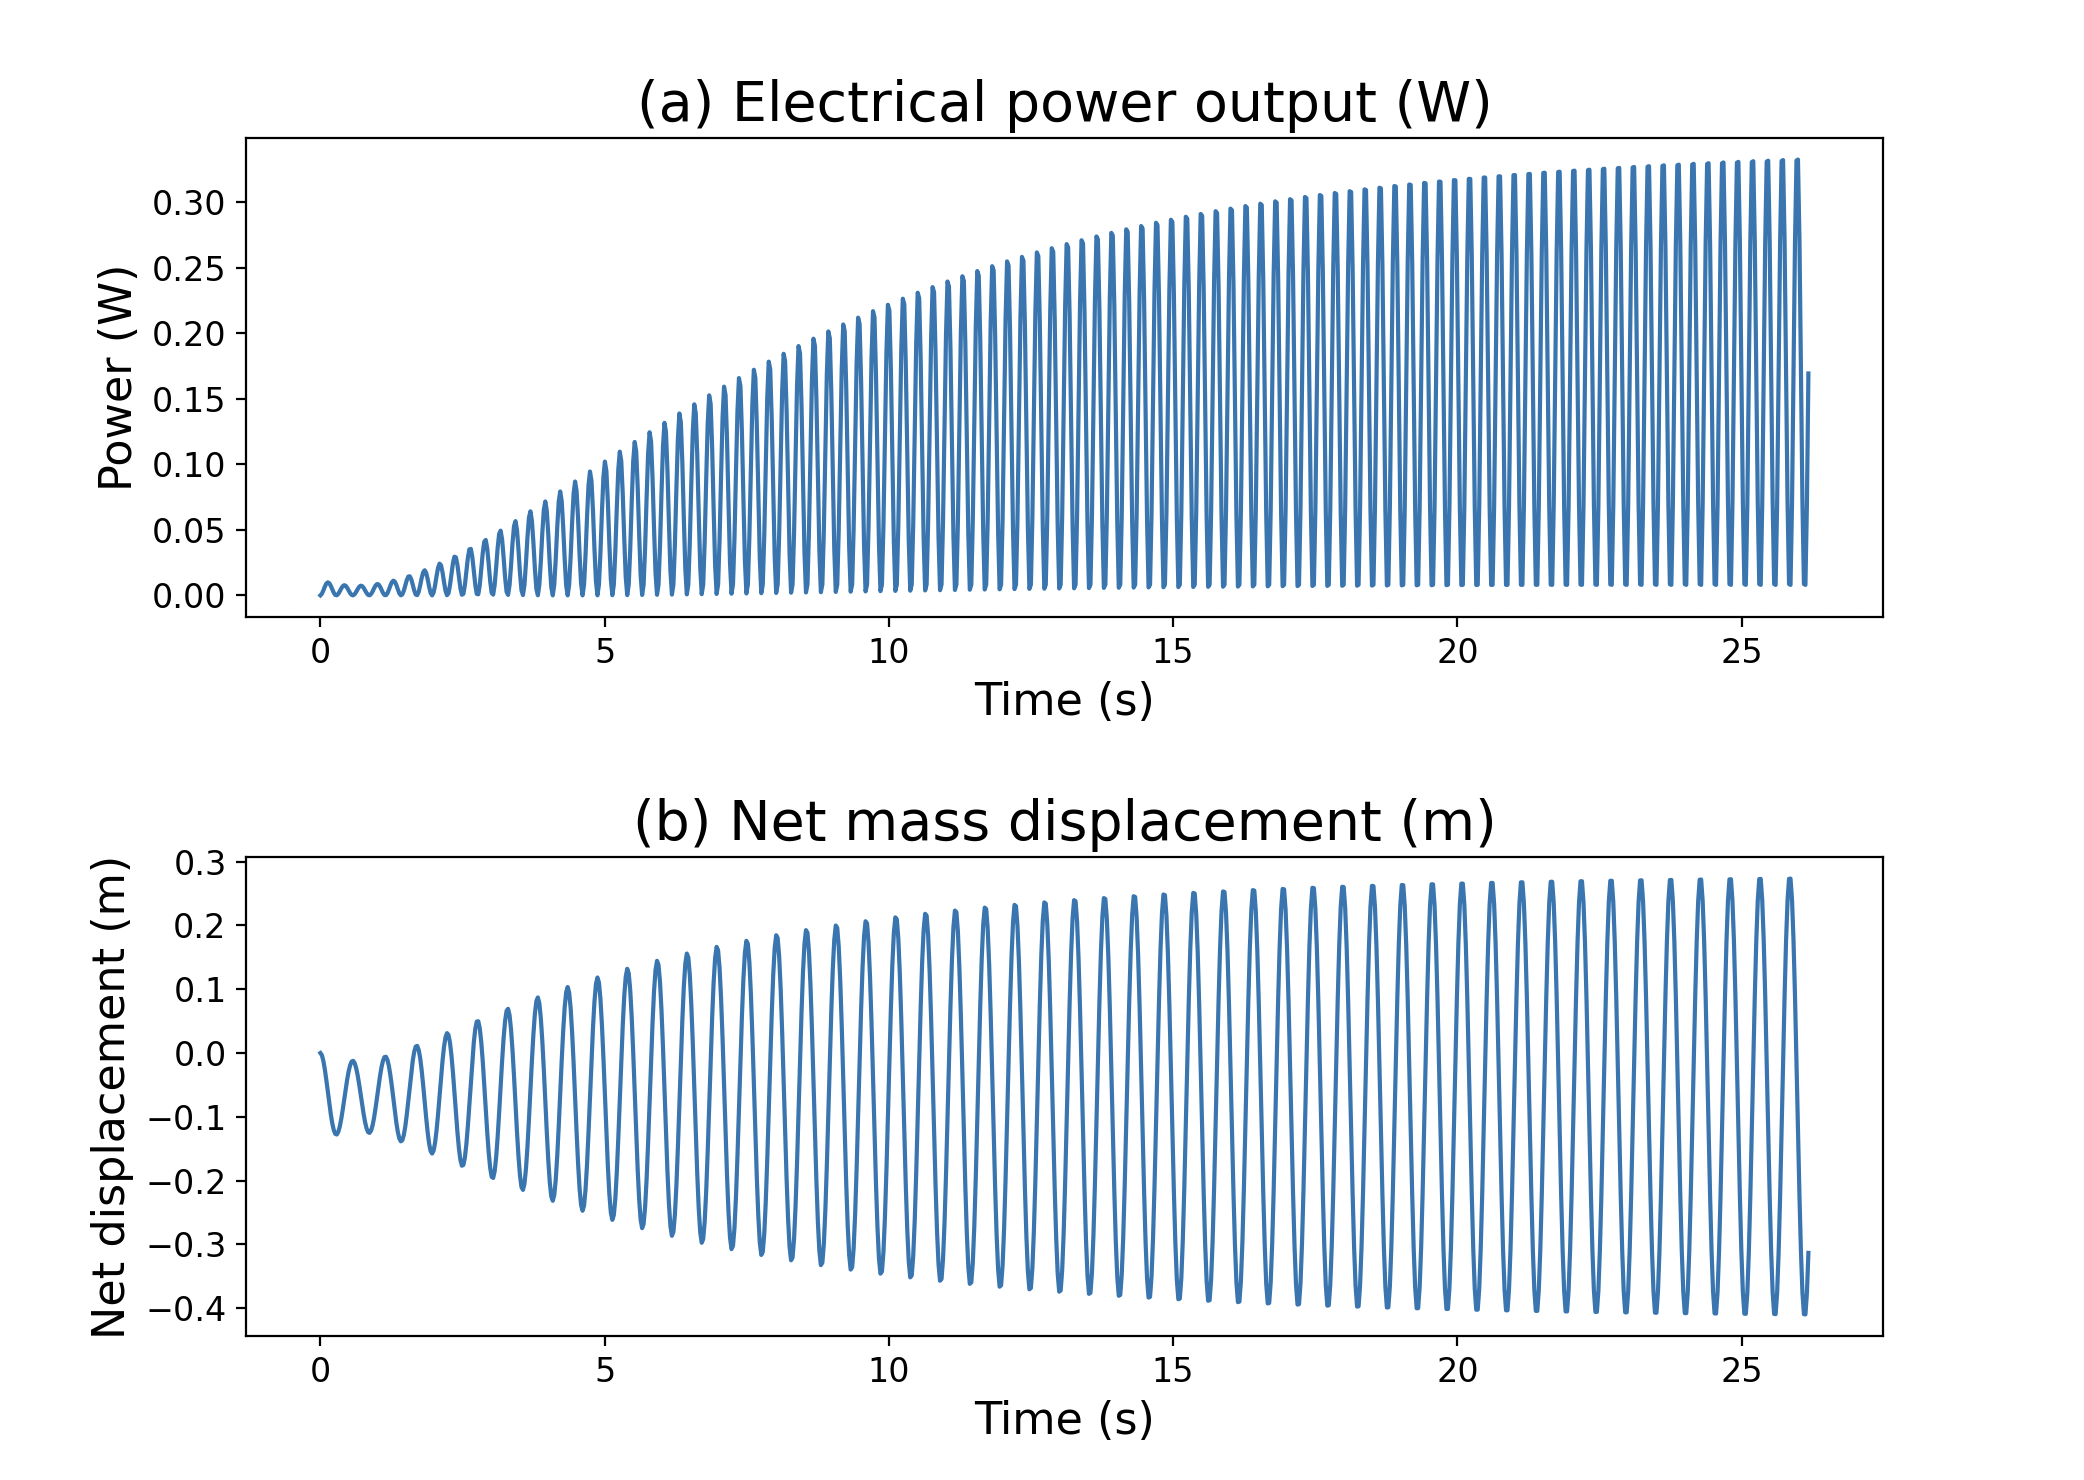 (a) Electrical power output (W)
0.30
0.25
0.20
0.15
0.10
0.05
0.00
Power (W)
0 5 10 15 20 25
Time (s)
(b) Net mass displacement (m)
0.3
0.2
0.1
0.0
−0.1
−0.2
−0.3
−0.4
Net displacement (m)
0 5 10 15 20 25
Time (s)